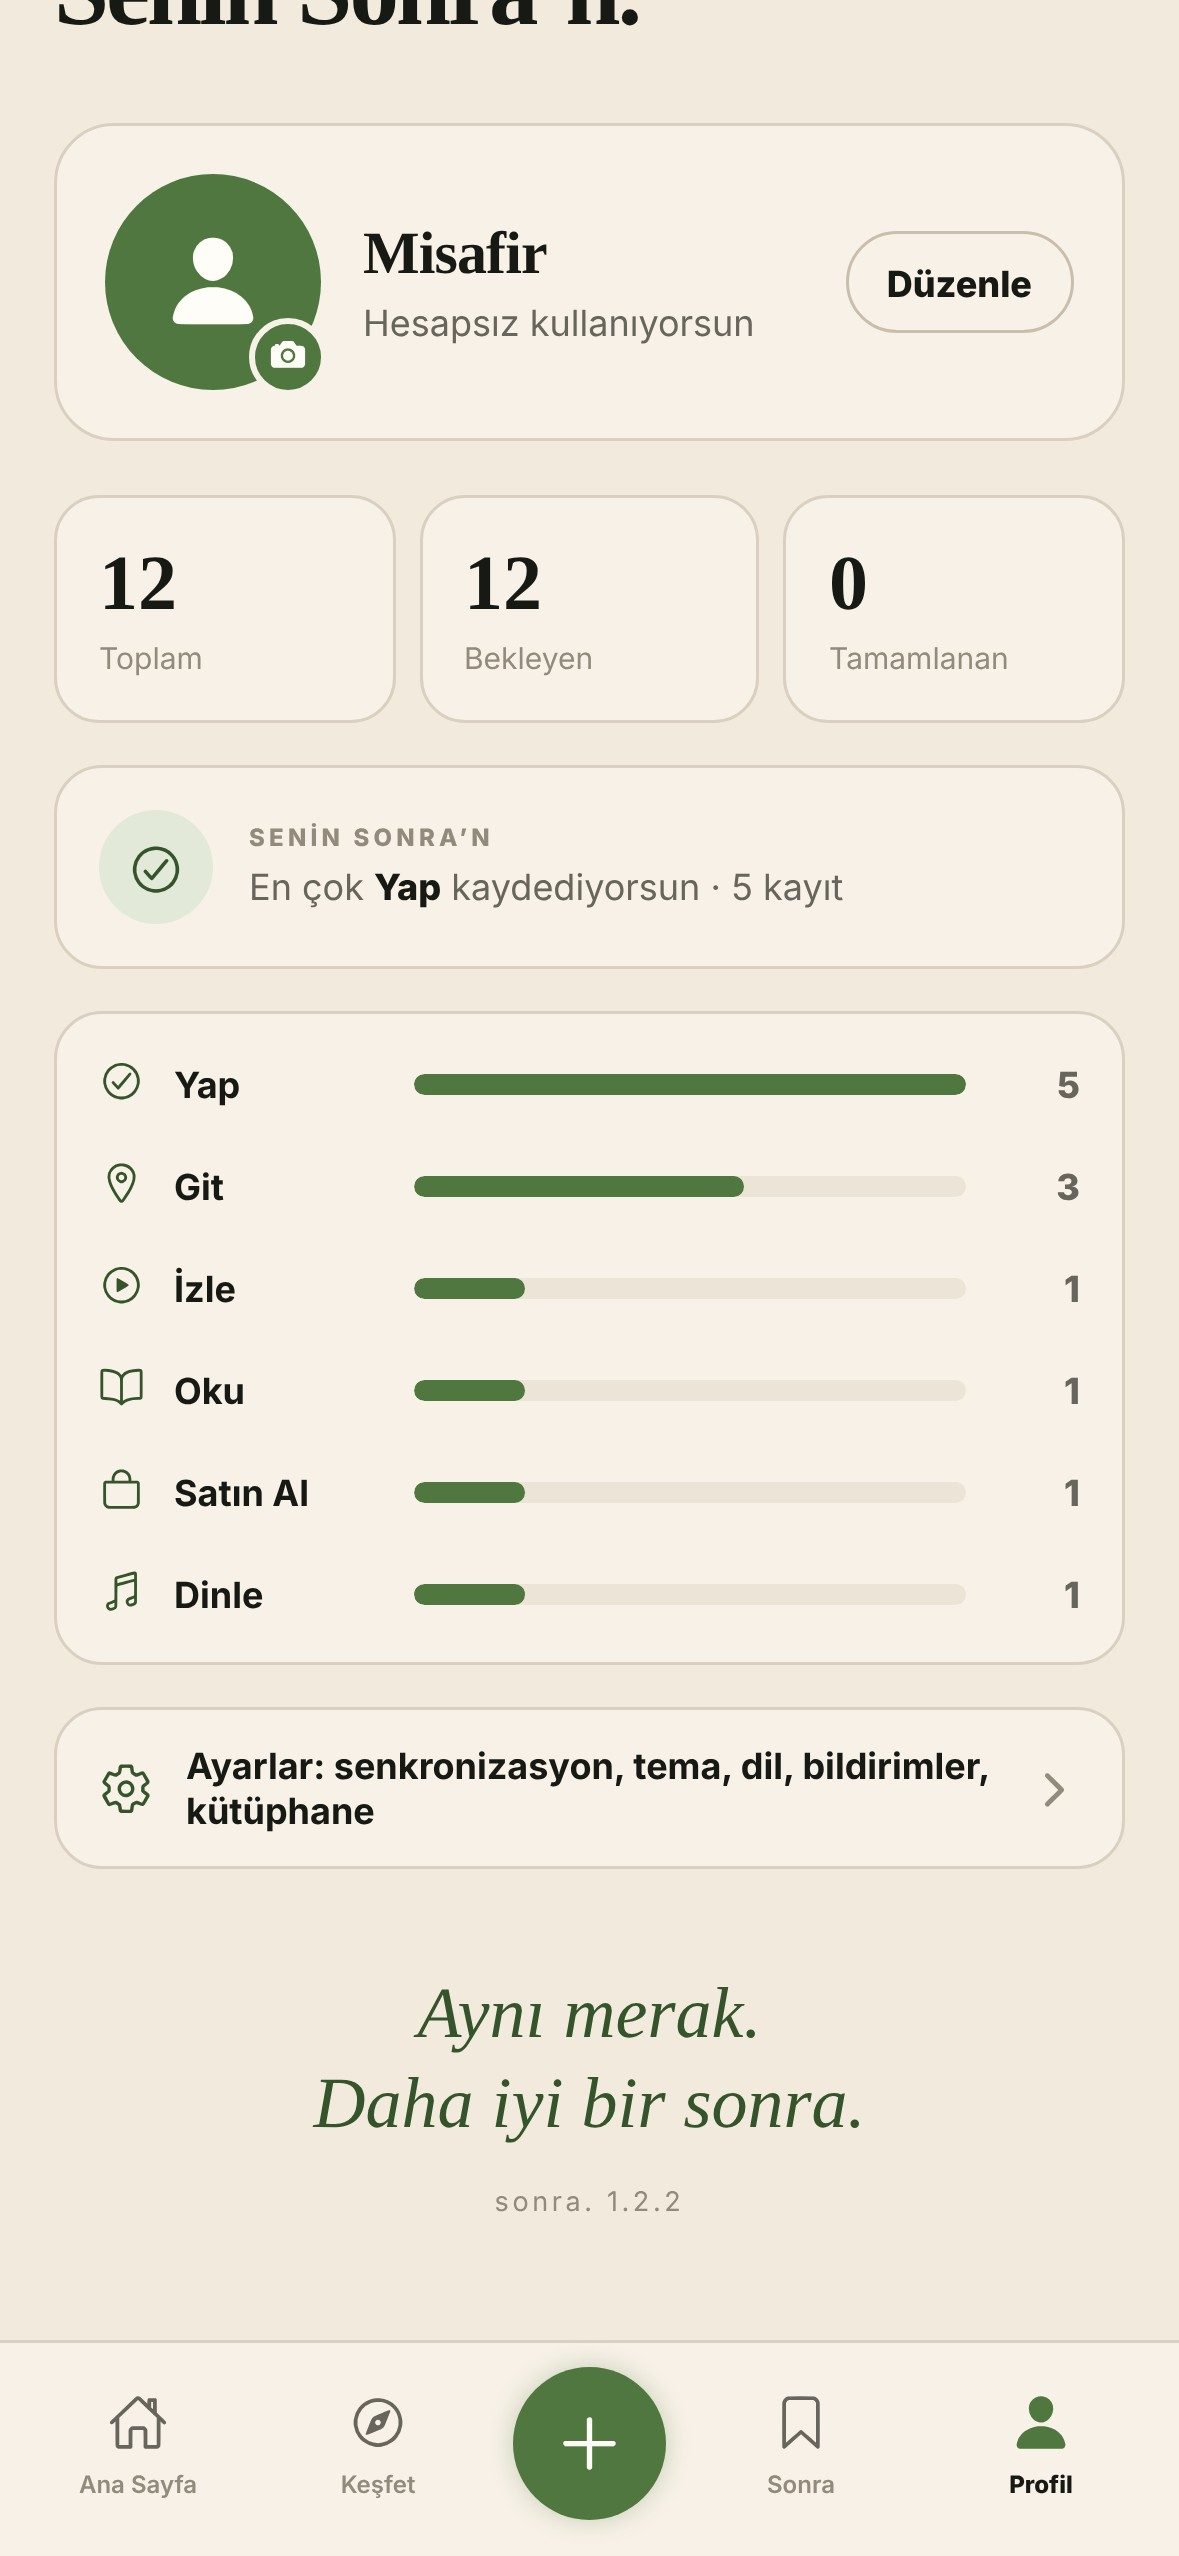 Senin Sonra'n.
Misafir
Hesapsız kullanıyorsun
Düzenle
12
Toplam
12
Bekleyen
0
Tamamlanan
SENİN SONRA’N
En çok Yap kaydediyorsun · 5 kayıt
Yap
5
Git
3
İzle
1
Oku
1
Satın Al
1
Dinle
1
Ayarlar: senkronizasyon, tema, dil, bildirimler,
kütüphane
Aynı merak.
Daha iyi bir sonra.
sonra. 1.2.2
Ana Sayfa
Keşfet
Sonra
Profil